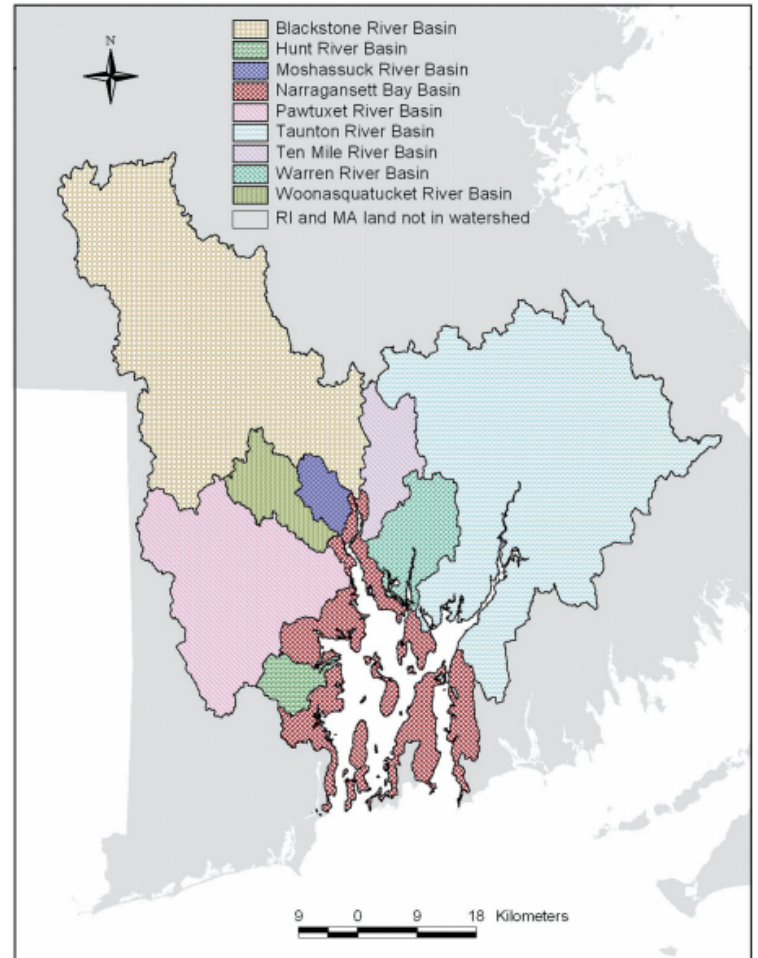 N
Blackstone River Basin
Hunt River Basin
Moshassuck River Basin
Narragansett Bay Basin
Pawtuxet River Basin
Taunton River Basin
Ten Mile River Basin
Warren River Basin
Woonasquatucket River Basin
RI and MA land not in watershed
9 0 9 18 Kilometers